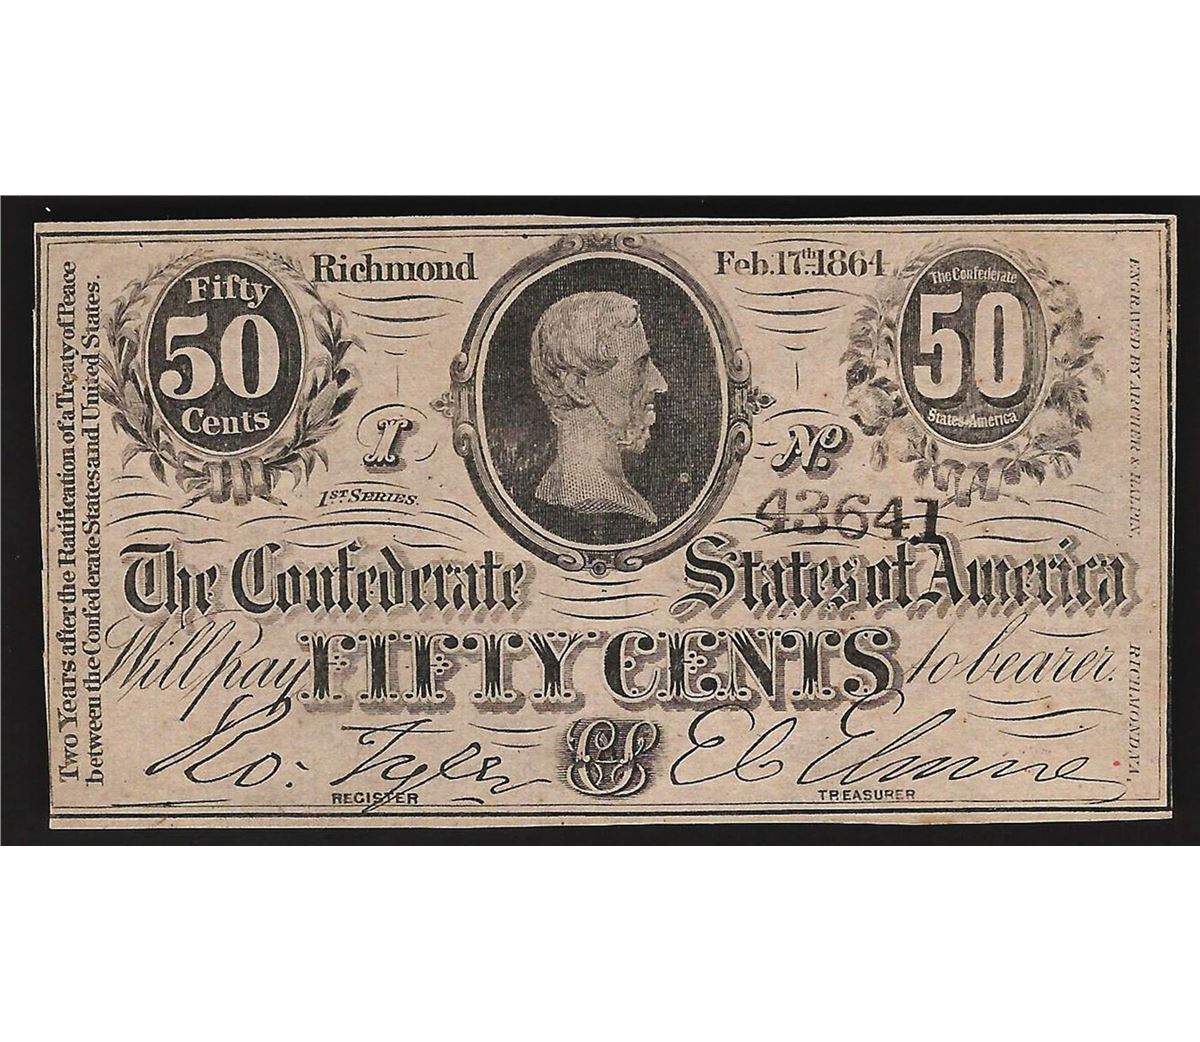 Two Years after the Ratification of a Treaty of Peace
between the Confederate States and United States.
Fifty
50
Cents
Richmond
Feb. 17th. 1864
The Confederate
50
States America
I
1ST. SERIES.
No.
43641
The Confederate States of America
Will pay FIFTY CENTS to bearer.
Ro. Tyler
REGISTER
CS
Eb Elmore
TREASURER
ENGRAVED BY ARCHER & HALPIN,
RICHMOND, VA.